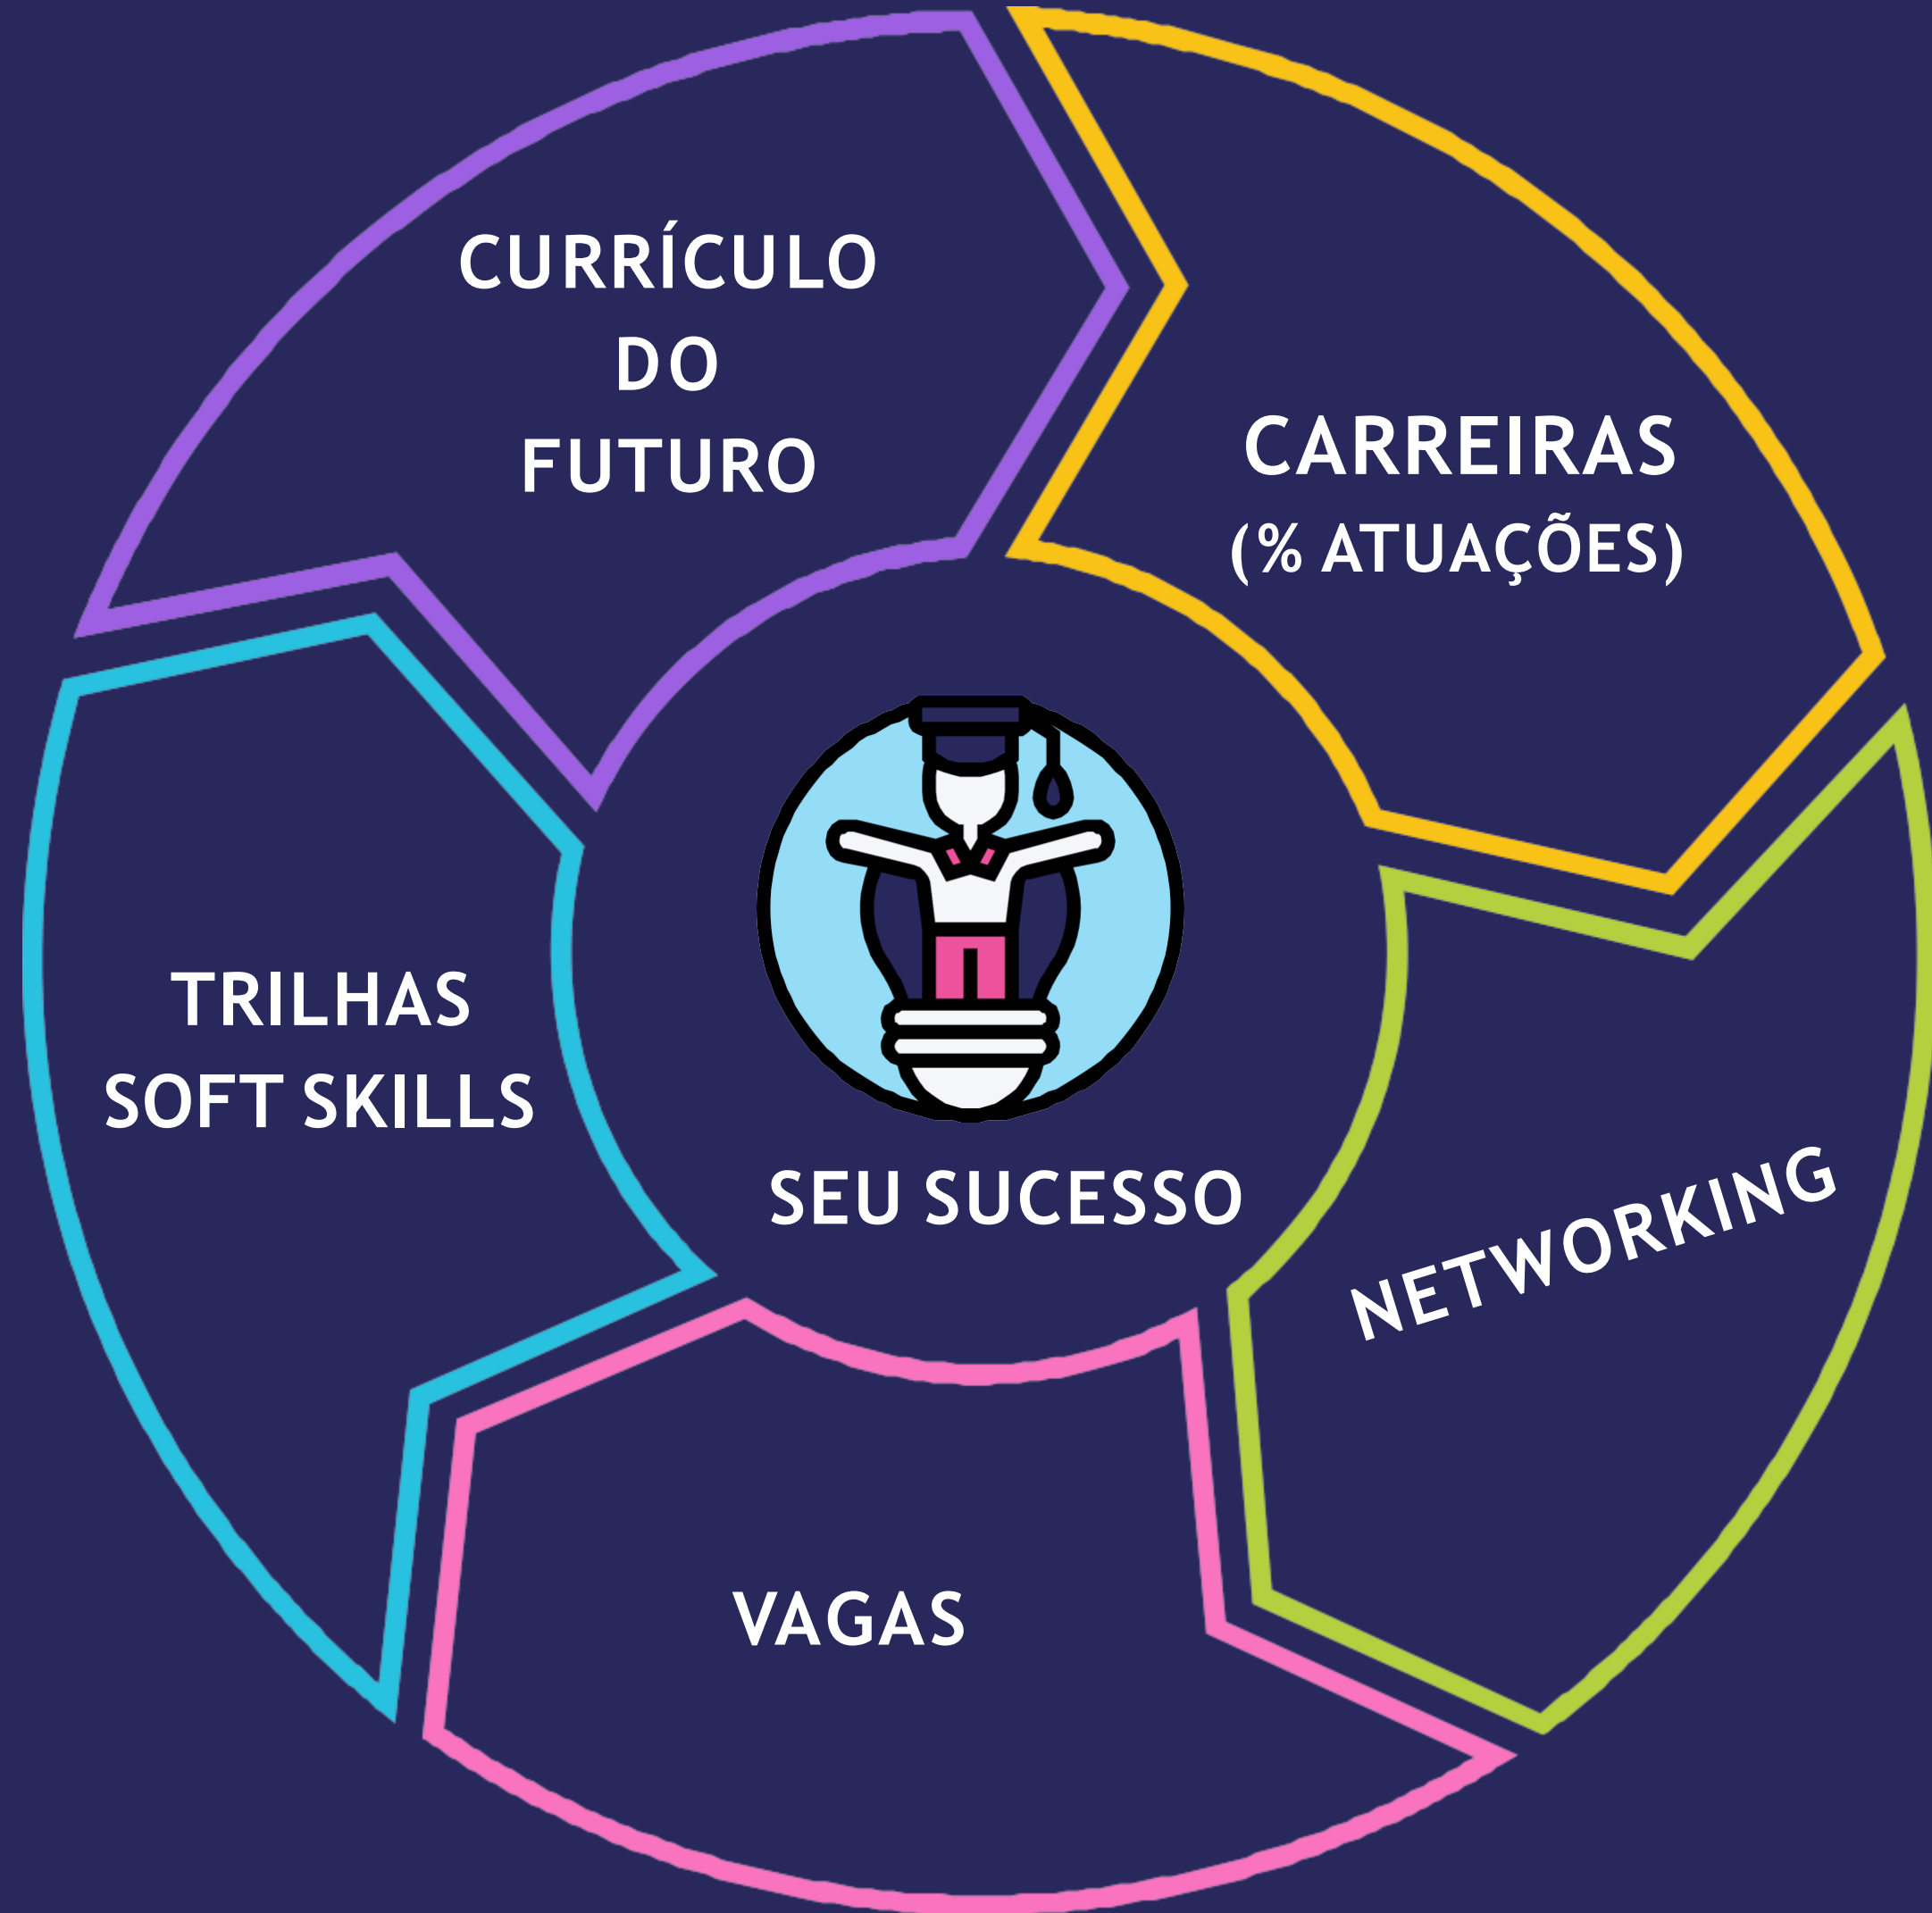 CURRÍCULO
DO
FUTURO
CARREIRAS
(% ATUAÇÕES)
TRILHAS
SOFT SKILLS
SEU SUCESSO
NETWORKING
VAGAS